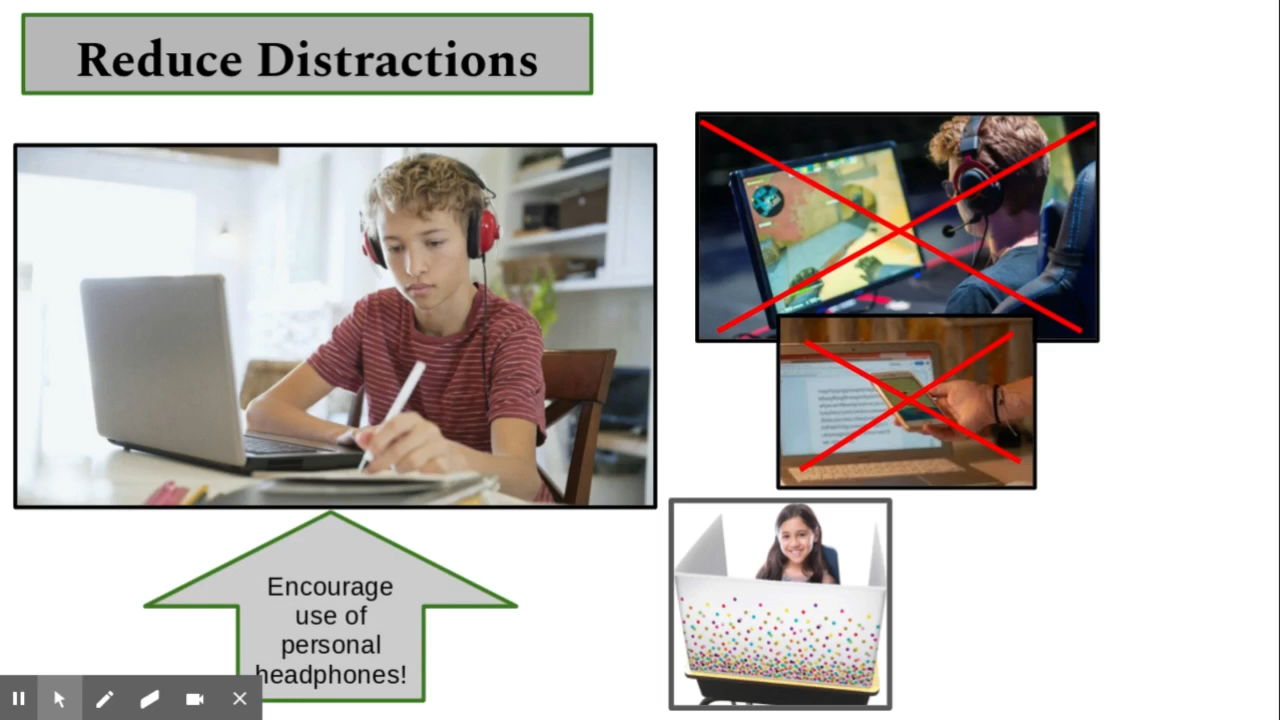 Reduce Distractions
Encourage
use of
personal
headphones!